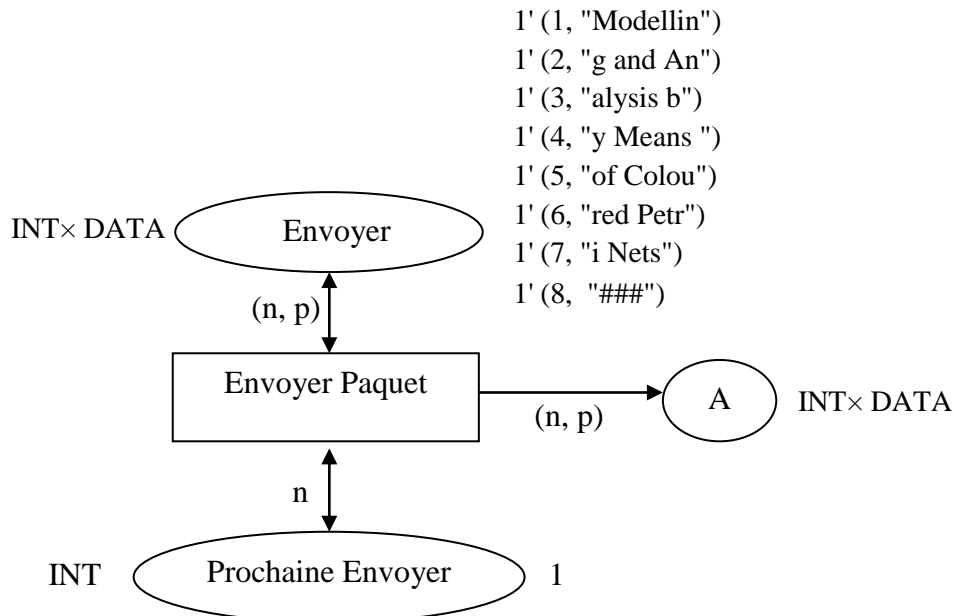 1' (1, "Modellin")
1' (2, "g and An")
1' (3, "alysis b")
1' (4, "y Means ")
1' (5, "of Colou")
1' (6, "red Petr")
1' (7, "i Nets")
1' (8,  "###")
INT× DATA
Envoyer
(n, p)
Envoyer Paquet
(n, p)
A
INT× DATA
n
INT
Prochaine Envoyer
1